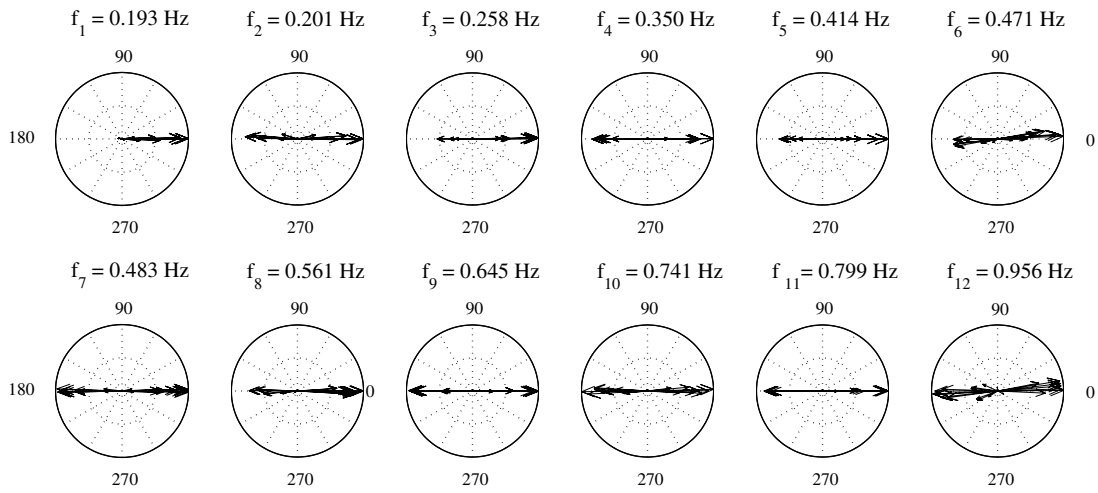 f1 = 0.193 Hz f2 = 0.201 Hz f3 = 0.258 Hz f4 = 0.350 Hz f5 = 0.414 Hz f6 = 0.471 Hz
90 90 90 90 90 90
180 0
270 270 270 270 270 270
f7 = 0.483 Hz f8 = 0.561 Hz f9 = 0.645 Hz f10 = 0.741 Hz f11 = 0.799 Hz f12 = 0.956 Hz
90 90 90 90 90 90
180 0 0
270 270 270 270 270 270